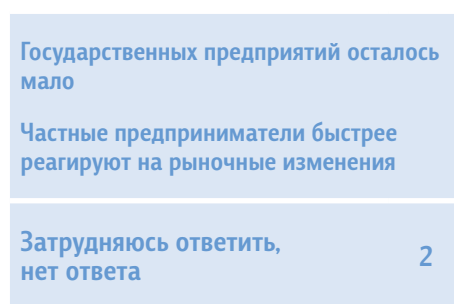 Государственных предприятий осталось
мало
Частные предприниматели быстрее
реагируют на рыночные изменения
Затрудняюсь ответить,
нет ответа 2